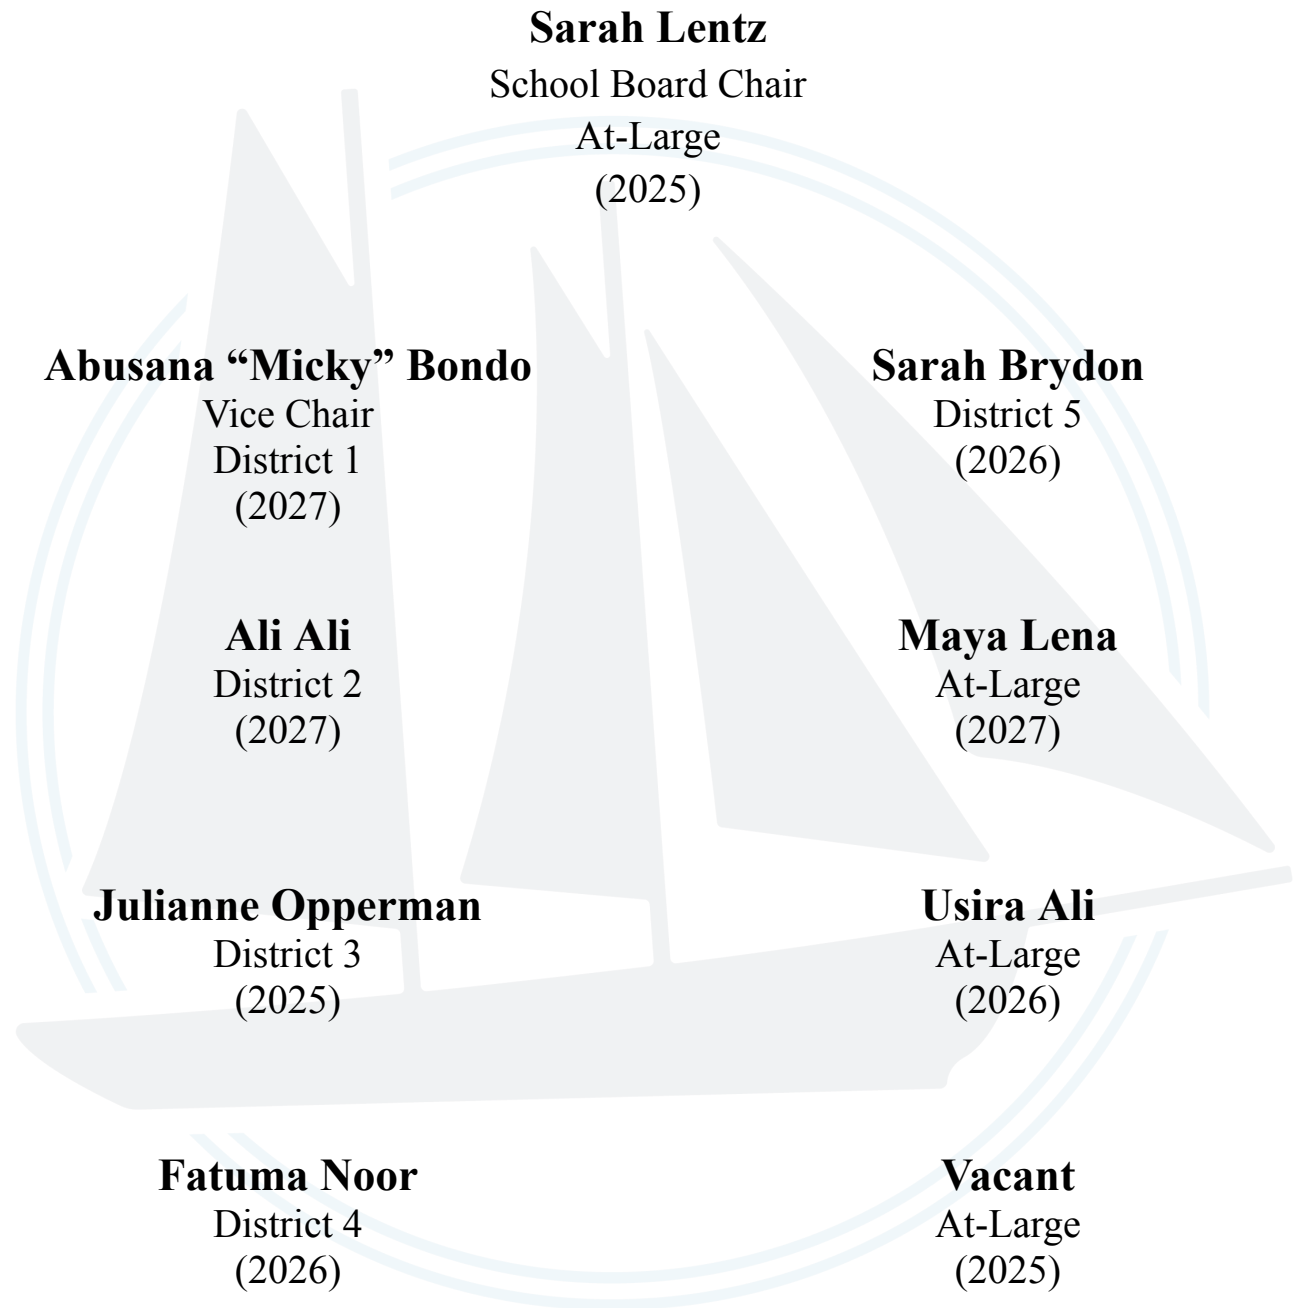 Sarah Lentz
School Board Chair
At-Large
(2025)
Abusana “Micky” Bondo
Vice Chair
District 1
(2027)
Sarah Brydon
District 5
(2026)
Ali Ali
District 2
(2027)
Maya Lena
At-Large
(2027)
Julianne Opperman
District 3
(2025)
Usira Ali
At-Large
(2026)
Fatuma Noor
District 4
(2026)
Vacant
At-Large
(2025)